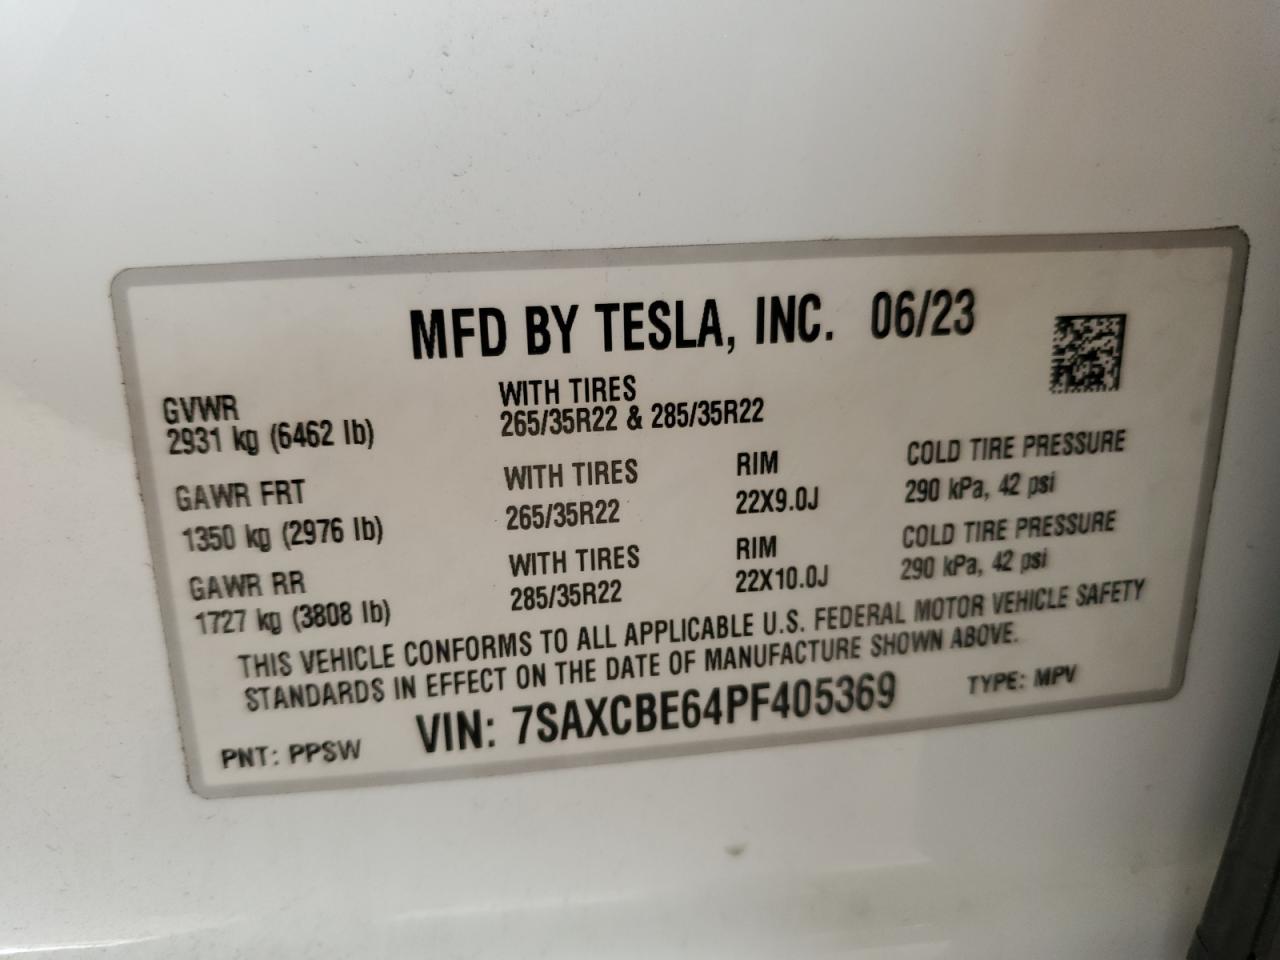 MFD BY TESLA, INC. 06/23
GVWR
2931 kg (6462 lb)
WITH TIRES
265/35R22 & 285/35R22
GAWR FRT
1350 kg (2976 lb)
WITH TIRES
265/35R22
RIM
22X9.0J
COLD TIRE PRESSURE
290 kPa, 42 psi
GAWR RR
1727 kg (3808 lb)
WITH TIRES
285/35R22
RIM
22X10.0J
COLD TIRE PRESSURE
290 kPa, 42 psi
THIS VEHICLE CONFORMS TO ALL APPLICABLE U.S. FEDERAL MOTOR VEHICLE SAFETY
STANDARDS IN EFFECT ON THE DATE OF MANUFACTURE SHOWN ABOVE.
PNT: PPSW
VIN: 7SAXCBE64PF405369
TYPE: MPV